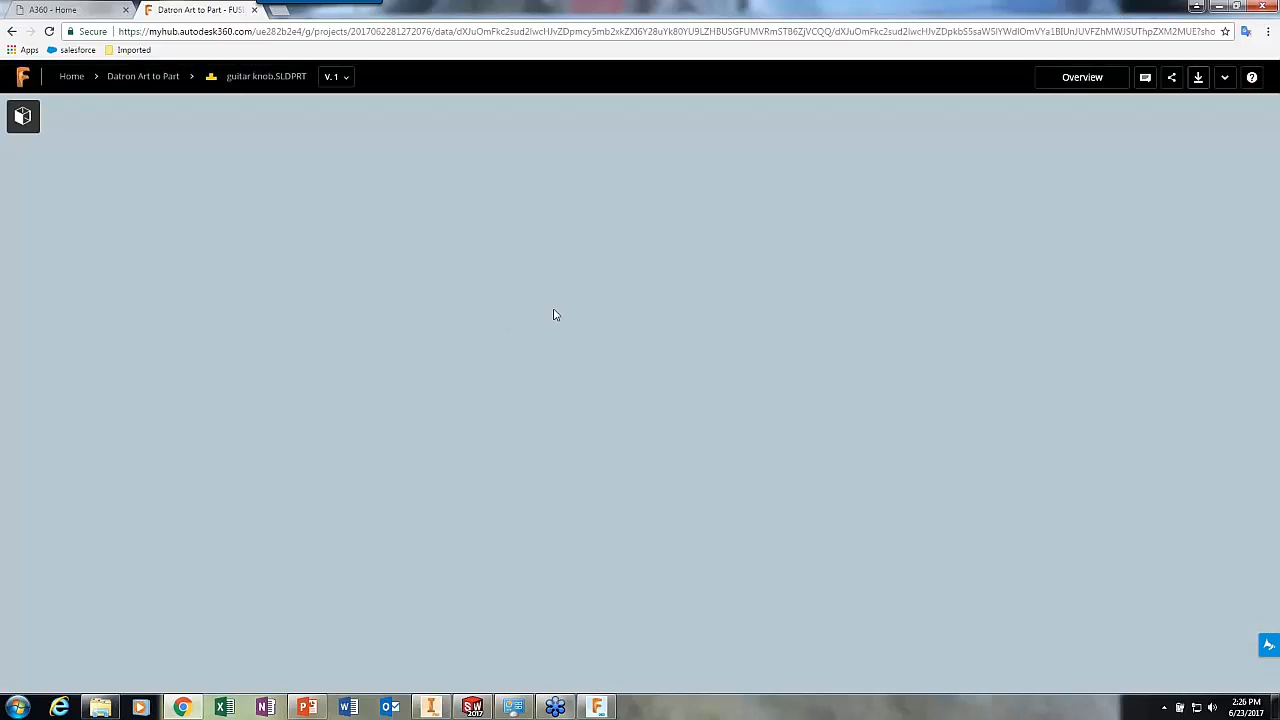 A360 - Home
Datron Art to Part - FUS
Secure
Apps
salesforce
Imported
Home > Datron Art to Part > guitar knob.SLDPRT V. 1
Overview
2:26 PM
6/23/2017